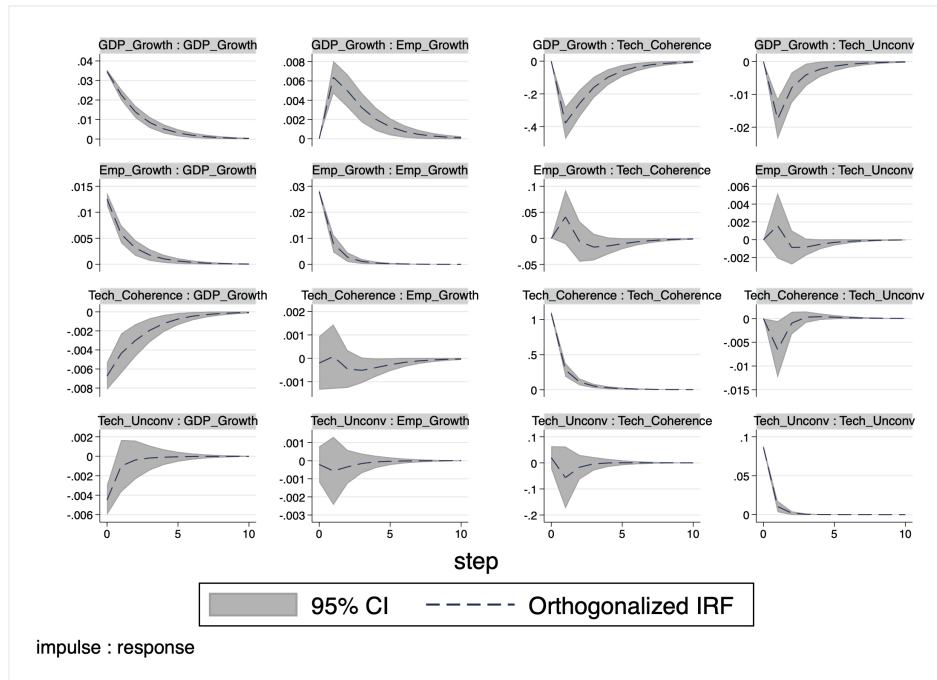 GDP_Growth : GDP_Growth
.04
.03
.02
.01
0
GDP_Growth : Emp_Growth
.008
.006
.004
.002
0
GDP_Growth : Tech_Coherence
0
-.2
-.4
GDP_Growth : Tech_Unconv
0
-.01
-.02
Emp_Growth : GDP_Growth
.015
.01
.005
0
Emp_Growth : Emp_Growth
.03
.02
.01
0
Emp_Growth : Tech_Coherence
.1
.05
0
-.05
Emp_Growth : Tech_Unconv
.006
.004
.002
0
-.002
Tech_Coherence : GDP_Growth
0
-.002
-.004
-.006
-.008
Tech_Coherence : Emp_Growth
.002
.001
0
-.001
Tech_Coherence : Tech_Coherence
1
.5
0
Tech_Coherence : Tech_Unconv
0
-.005
-.01
-.015
Tech_Unconv : GDP_Growth
.002
0
-.002
-.004
-.006
0 5 10
Tech_Unconv : Emp_Growth
.001
0
-.001
-.002
-.003
0 5 10
Tech_Unconv : Tech_Coherence
.1
0
-.1
-.2
0 5 10
Tech_Unconv : Tech_Unconv
.1
.05
0
0 5 10
step
95% CI Orthogonalized IRF
impulse : response